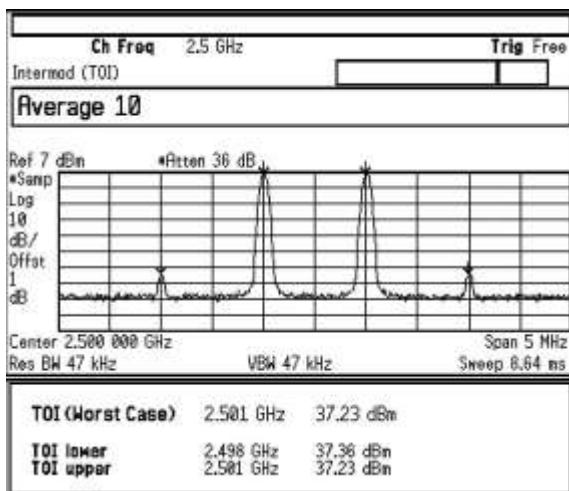 Ch Freq 2.5 GHz Trig Free
Intermod (TOI)
Average 10
Ref 7 dBm *Atten 36 dB
*Samp
Log
10
dB/
Offst
1
dB
Center 2.500 000 GHz Span 5 MHz
Res BW 47 kHz VBW 47 kHz Sweep 8.64 ms
TOI (Worst Case) 2.501 GHz 37.23 dBm
TOI lower 2.498 GHz 37.36 dBm
TOI upper 2.501 GHz 37.23 dBm